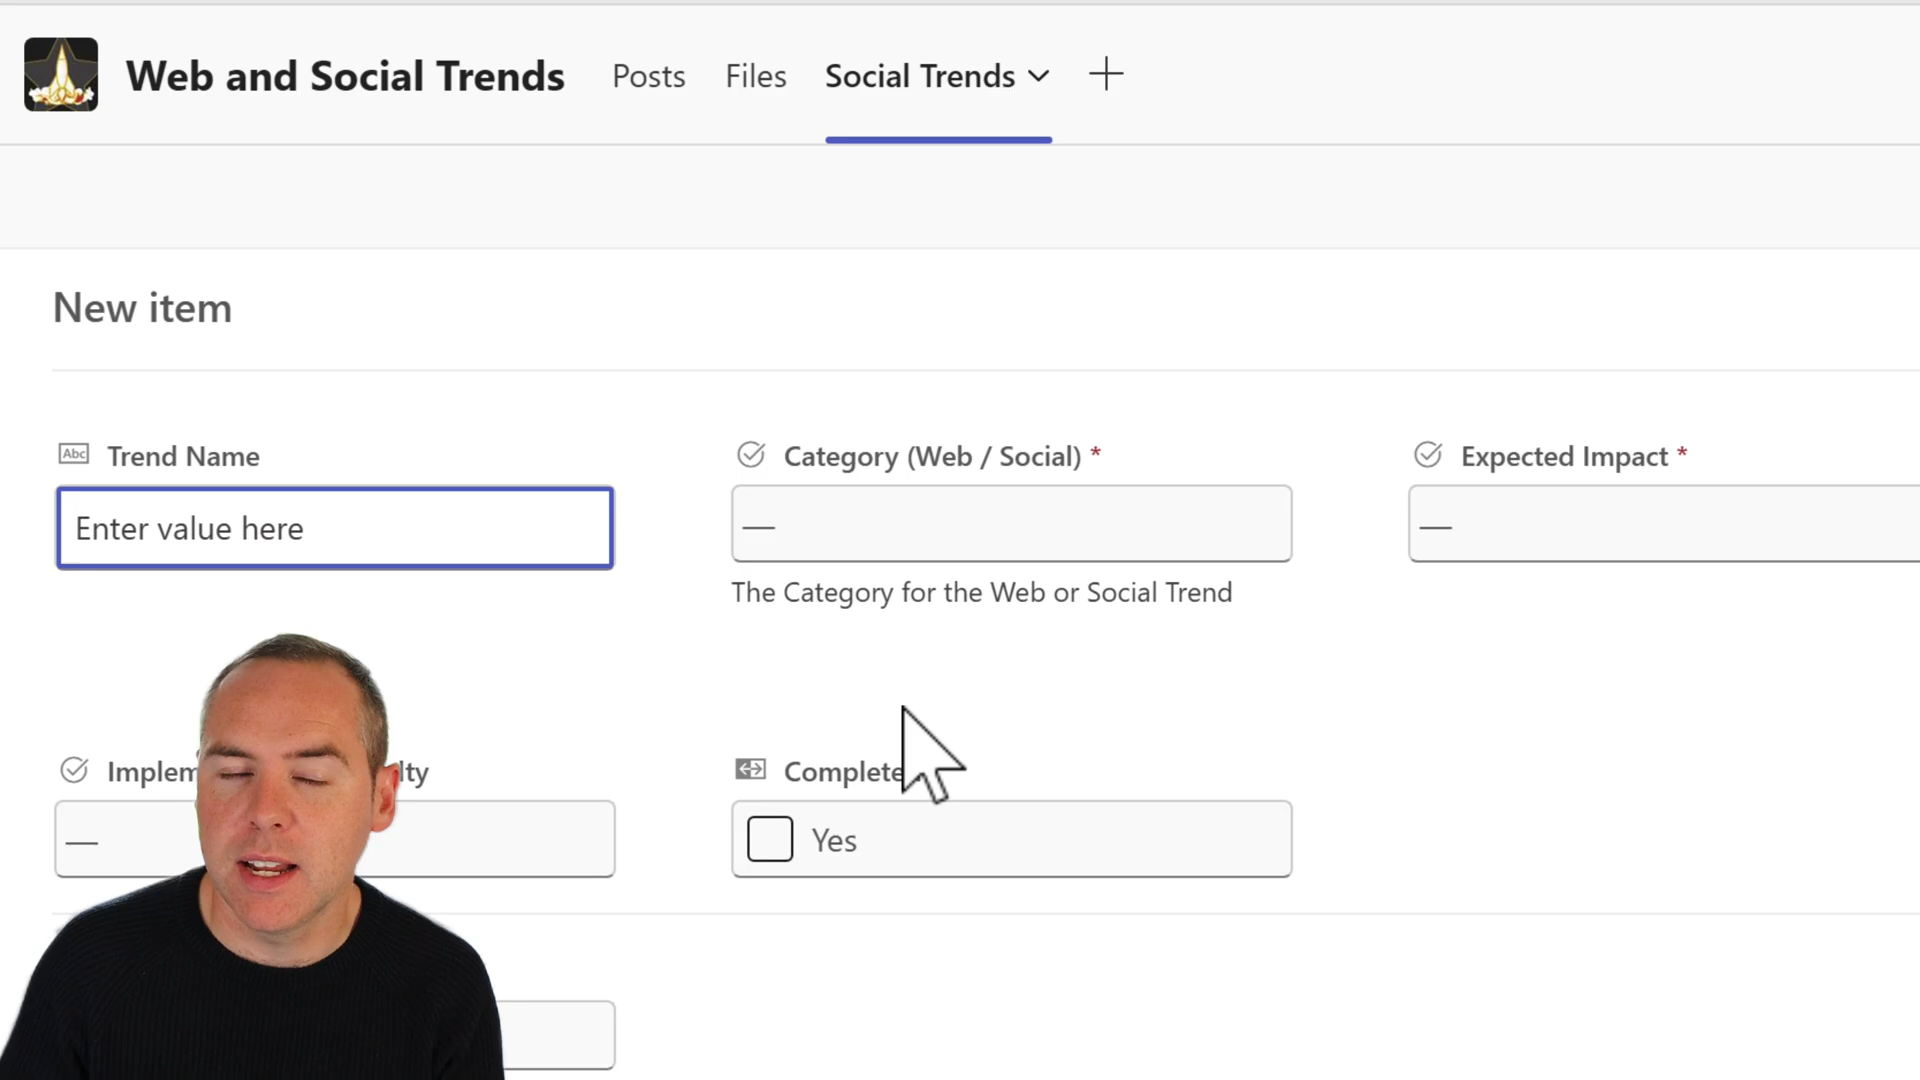 Web and Social Trends Posts Files Social Trends
New item
Abc Trend Name Category (Web / Social) * Expected Impact *
Enter value here — —
The Category for the Web or Social Trend
Complete
— Yes